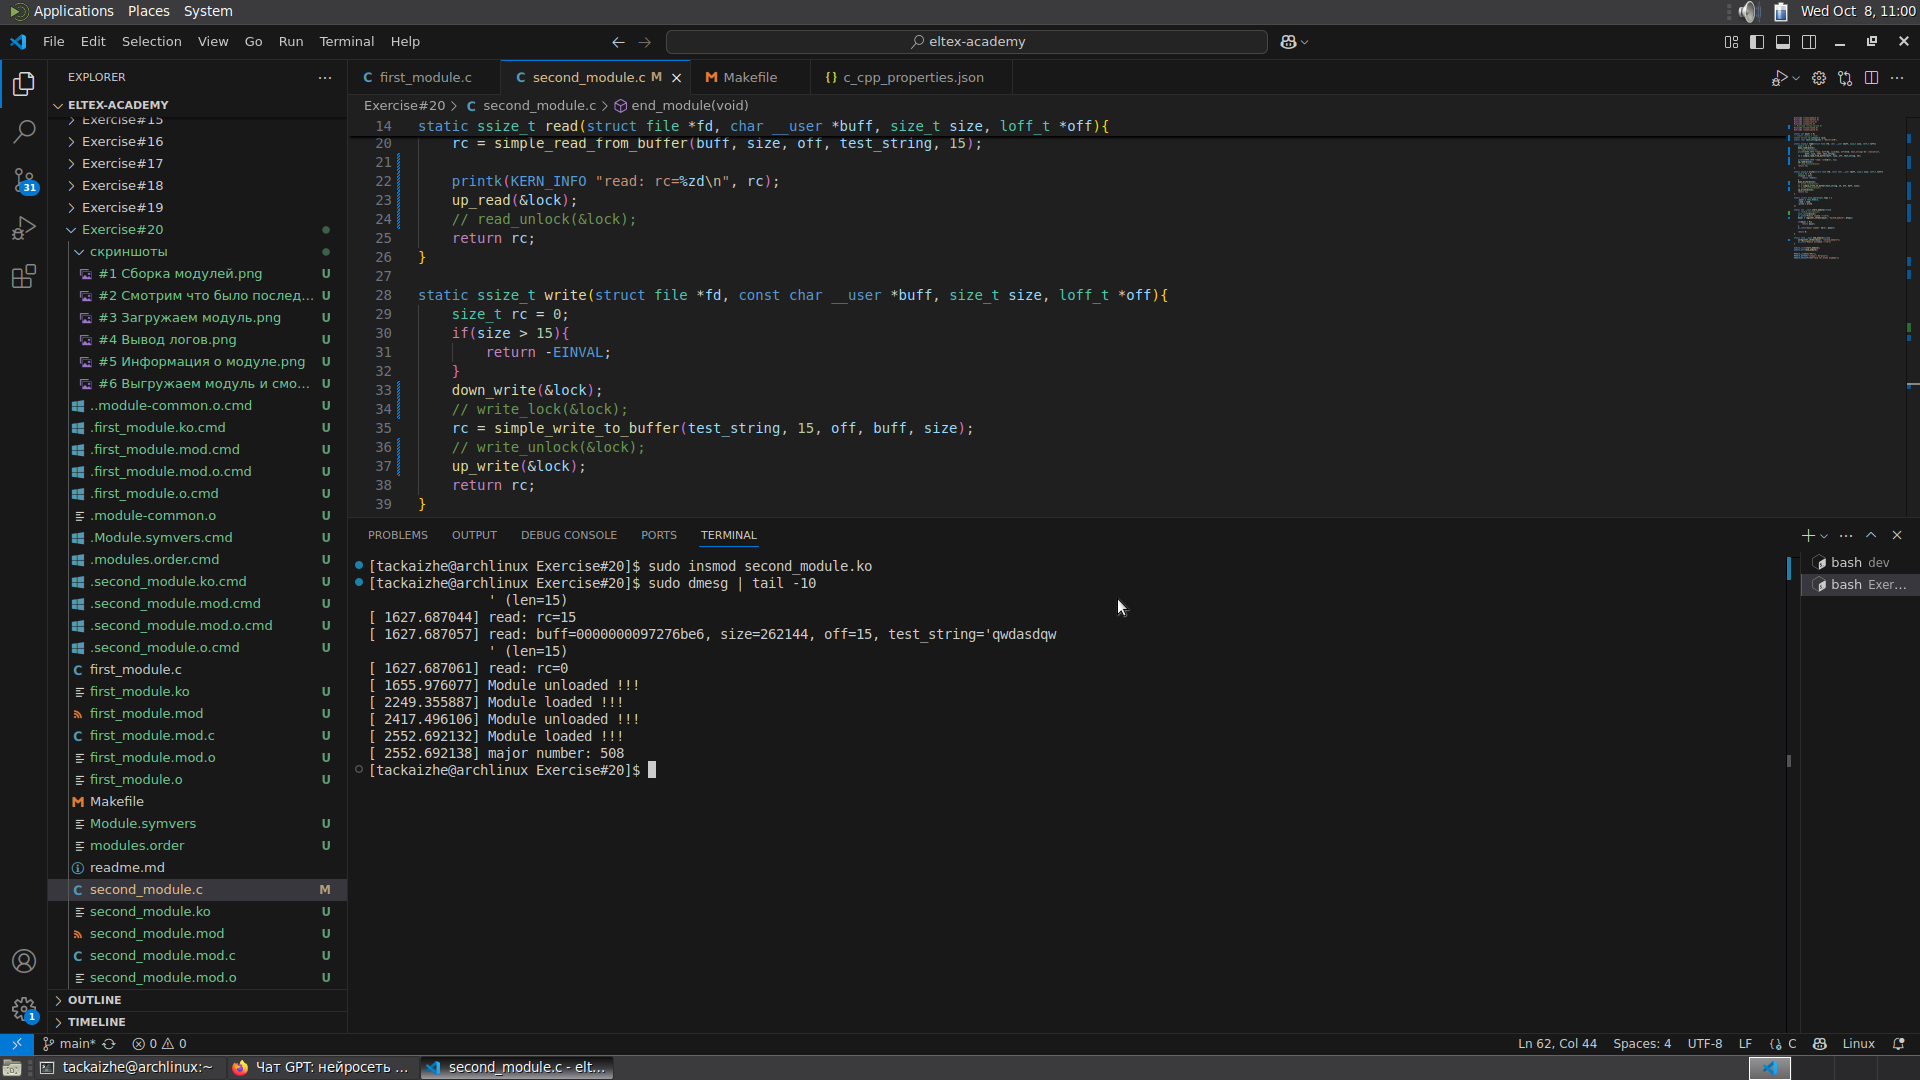 Applications Places System
Wed Oct 8, 11:00
File Edit Selection View Go Run Terminal Help
eltex-academy
EXPLORER
first_module.c
second_module.c M
Makefile
c_cpp_properties.json
ELTEX-ACADEMY
Exercise#20 > second_module.c > end_module(void)
Exercise#15
Exercise#16
Exercise#17
Exercise#18
Exercise#19
Exercise#20
скриншоты
#1 Сборка модулей.png U
#2 Смотрим что было послед... U
#3 Загружаем модуль.png U
#4 Вывод логов.png U
#5 Информация о модуле.png U
#6 Выгружаем модуль и смо... U
..module-common.o.cmd U
.first_module.ko.cmd U
.first_module.mod.cmd U
.first_module.mod.o.cmd U
.first_module.o.cmd U
.module-common.o U
.Module.symvers.cmd U
.modules.order.cmd U
.second_module.ko.cmd U
.second_module.mod.cmd U
.second_module.mod.o.cmd U
.second_module.o.cmd U
first_module.c
first_module.ko U
first_module.mod U
first_module.mod.c U
first_module.mod.o U
first_module.o U
Makefile
Module.symvers U
modules.order U
readme.md
second_module.c M
second_module.ko U
second_module.mod U
second_module.mod.c U
second_module.mod.o U
OUTLINE
TIMELINE
31
1
14 static ssize_t read(struct file *fd, char __user *buff, size_t size, loff_t *off){
20 rc = simple_read_from_buffer(buff, size, off, test_string, 15);
21
22 printk(KERN_INFO "read: rc=%zd\n", rc);
23 up_read(&lock);
24 // read_unlock(&lock);
25 return rc;
26 }
27
28 static ssize_t write(struct file *fd, const char __user *buff, size_t size, loff_t *off){
29 size_t rc = 0;
30 if(size > 15){
31 return -EINVAL;
32 }
33 down_write(&lock);
34 // write_lock(&lock);
35 rc = simple_write_to_buffer(test_string, 15, off, buff, size);
36 // write_unlock(&lock);
37 up_write(&lock);
38 return rc;
39 }
PROBLEMS OUTPUT DEBUG CONSOLE PORTS TERMINAL
bash dev
bash Exer...
[tackaizhe@archlinux Exercise#20]$ sudo insmod second_module.ko
[tackaizhe@archlinux Exercise#20]$ sudo dmesg | tail -10
' (len=15)
[ 1627.687044] read: rc=15
[ 1627.687057] read: buff=0000000097276be6, size=262144, off=15, test_string='qwdasdqw
' (len=15)
[ 1627.687061] read: rc=0
[ 1655.976077] Module unloaded !!!
[ 2249.355887] Module loaded !!!
[ 2417.496106] Module unloaded !!!
[ 2552.692132] Module loaded !!!
[ 2552.692138] major number: 508
[tackaizhe@archlinux Exercise#20]$
main* 0 0
Ln 62, Col 44 Spaces: 4 UTF-8 LF C Linux
tackaizhe@archlinux:~
Чат GPT: нейросеть ...
second_module.c - elt...